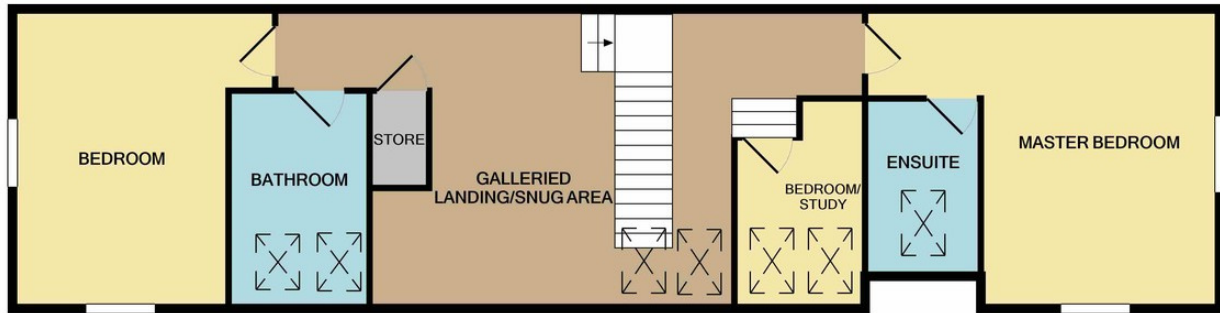 BEDROOM
BATHROOM
STORE
GALLERIED
LANDING/SNUG AREA
BEDROOM/
STUDY
ENSUITE
MASTER BEDROOM